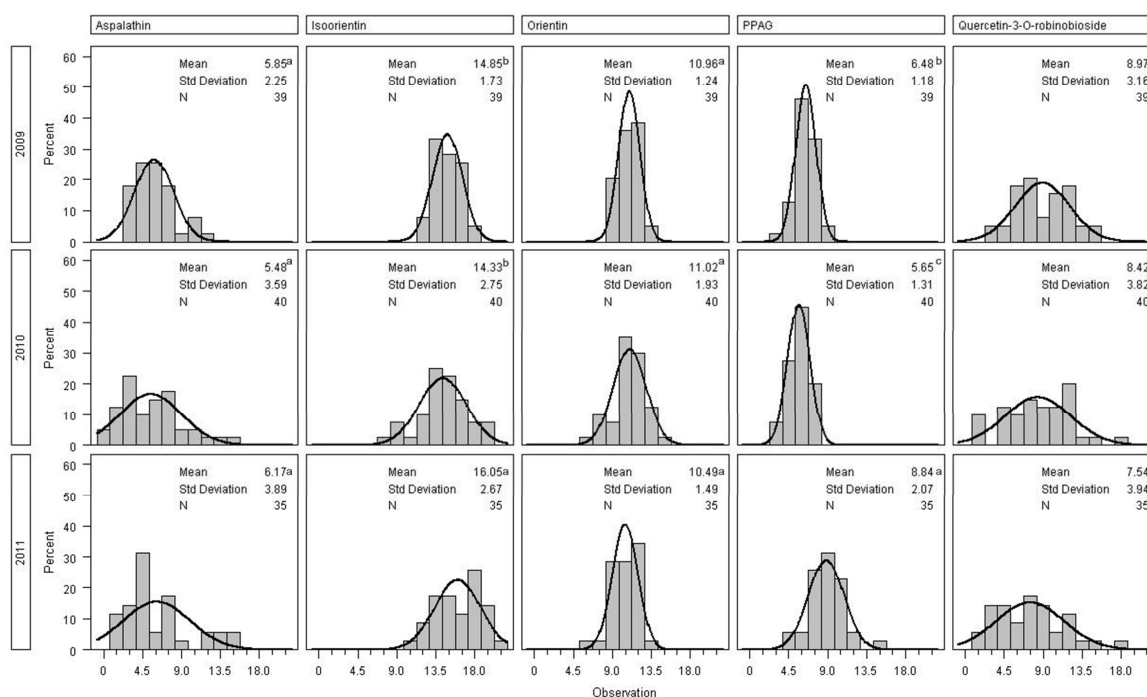 Aspalathin Isoorientin Orientin PPAG Quercetin-3-O-robinobioside
2009
Percent
60
50
40
30
20
10
0
Mean 5.85a
Std Deviation 2.25
N 39
Mean 14.85b
Std Deviation 1.73
N 39
Mean 10.96a
Std Deviation 1.24
N 39
Mean 6.48b
Std Deviation 1.18
N 39
Mean 8.97
Std Deviation 3.16
N 39
2010
Percent
60
50
40
30
20
10
0
Mean 5.48a
Std Deviation 3.59
N 40
Mean 14.33b
Std Deviation 2.75
N 40
Mean 11.02a
Std Deviation 1.93
N 40
Mean 5.65c
Std Deviation 1.31
N 40
Mean 8.42
Std Deviation 3.82
N 40
2011
Percent
60
50
40
30
20
10
0
Mean 6.17a
Std Deviation 3.89
N 35
Mean 16.05a
Std Deviation 2.67
N 35
Mean 10.49a
Std Deviation 1.49
N 35
Mean 8.84a
Std Deviation 2.07
N 35
Mean 7.54
Std Deviation 3.94
N 35
0 4.5 9.0 13.5 18.0 0.0 4.5 9.0 13.5 18.0 0.0 4.5 9.0 13.5 18.0 0.0 4.5 9.0 13.5 18.0 0.0 4.5 9.0 13.5 18.0
Observation